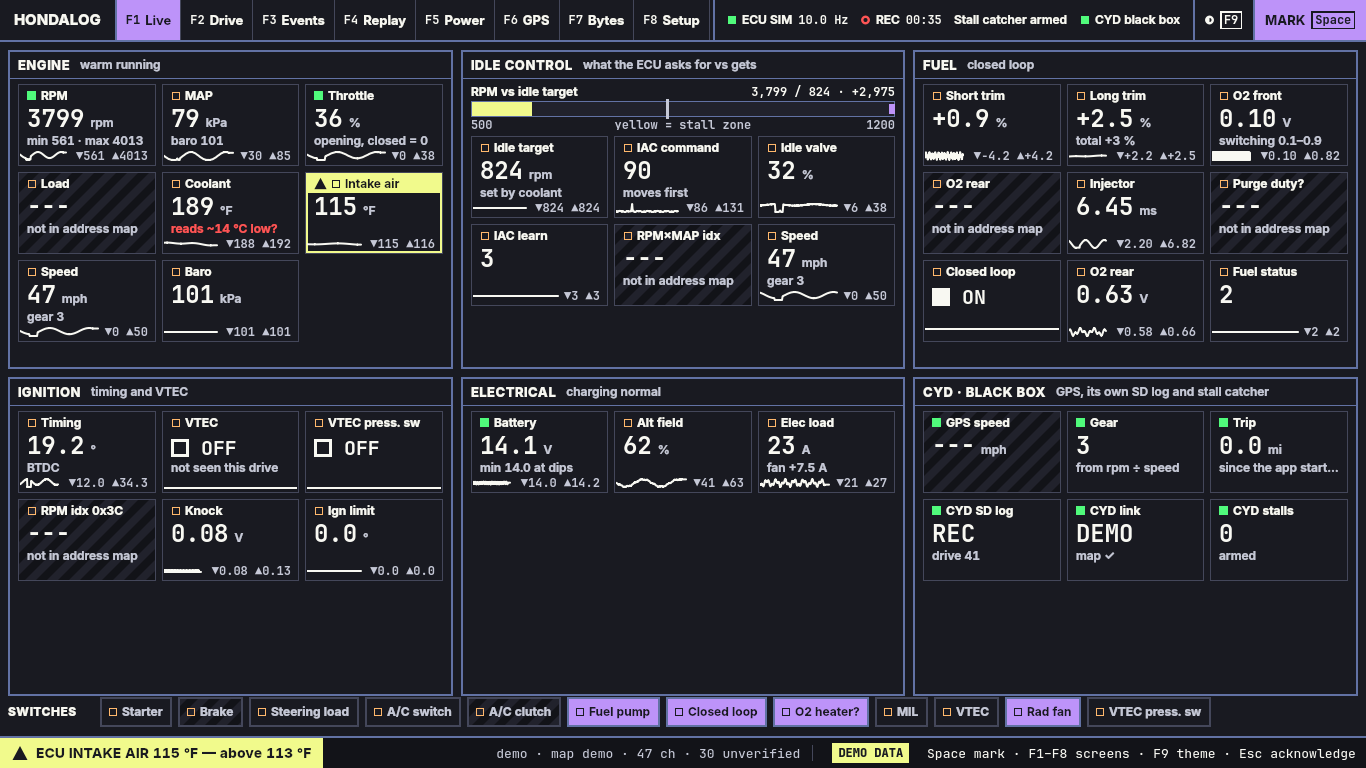 HONDALOG F1 Live F2 Drive F3 Events F4 Replay F5 Power F6 GPS F7 Bytes F8 Setup ECU SIM 10.0 Hz REC 00:35 Stall catcher armed CYD black box F9 MARK Space
ENGINE warm running
RPM
3799 rpm
min 561 · max 4013
▼561 ▲4013
MAP
79 kPa
baro 101
▼30 ▲85
Throttle
36 %
opening, closed = 0
▼0 ▲38
Load
---
not in address map
Coolant
189 °F
reads ~14 °C low?
▼188 ▲192
Intake air
115 °F
▼115 ▲116
Speed
47 mph
gear 3
▼0 ▲50
Baro
101 kPa
▼101 ▲101
IDLE CONTROL what the ECU asks for vs gets
RPM vs idle target 3,799 / 824 · +2,975
500 yellow = stall zone 1200
Idle target
824 rpm
set by coolant
▼824 ▲824
IAC command
90
moves first
▼86 ▲131
Idle valve
32 %
▼6 ▲38
IAC learn
3
▼3 ▲3
RPM×MAP idx
---
not in address map
Speed
47 mph
gear 3
▼0 ▲50
FUEL closed loop
Short trim
+0.9 %
▼-4.2 ▲+4.2
Long trim
+2.5 %
total +3 %
▼+2.2 ▲+2.5
O2 front
0.10 V
switching 0.1–0.9
▼0.10 ▲0.82
O2 rear
---
not in address map
Injector
6.45 ms
▼2.20 ▲6.82
Purge duty?
---
not in address map
Closed loop
ON
O2 rear
0.63 V
▼0.58 ▲0.66
Fuel status
2
▼2 ▲2
IGNITION timing and VTEC
Timing
19.2 °
BTDC
▼12.0 ▲34.3
VTEC
OFF
not seen this drive
VTEC press. sw
OFF
RPM idx 0x3C
---
not in address map
Knock
0.08 V
▼0.08 ▲0.13
Ign limit
0.0 °
▼0.0 ▲0.0
ELECTRICAL charging normal
Battery
14.1 V
min 14.0 at dips
▼14.0 ▲14.2
Alt field
62 %
▼41 ▲63
Elec load
23 A
fan +7.5 A
▼21 ▲27
CYD · BLACK BOX GPS, its own SD log and stall catcher
GPS speed
--- mph
Gear
3
from rpm ÷ speed
Trip
0.0 mi
since the app start…
CYD SD log
REC
drive 41
CYD link
DEMO
map ✓
CYD stalls
0
armed
SWITCHES Starter Brake Steering load A/C switch A/C clutch Fuel pump Closed loop O2 heater? MIL VTEC Rad fan VTEC press. sw
ECU INTAKE AIR 115 °F — above 113 °F demo · map demo · 47 ch · 30 unverified DEMO DATA Space mark · F1–F8 screens · F9 theme · Esc acknowledge